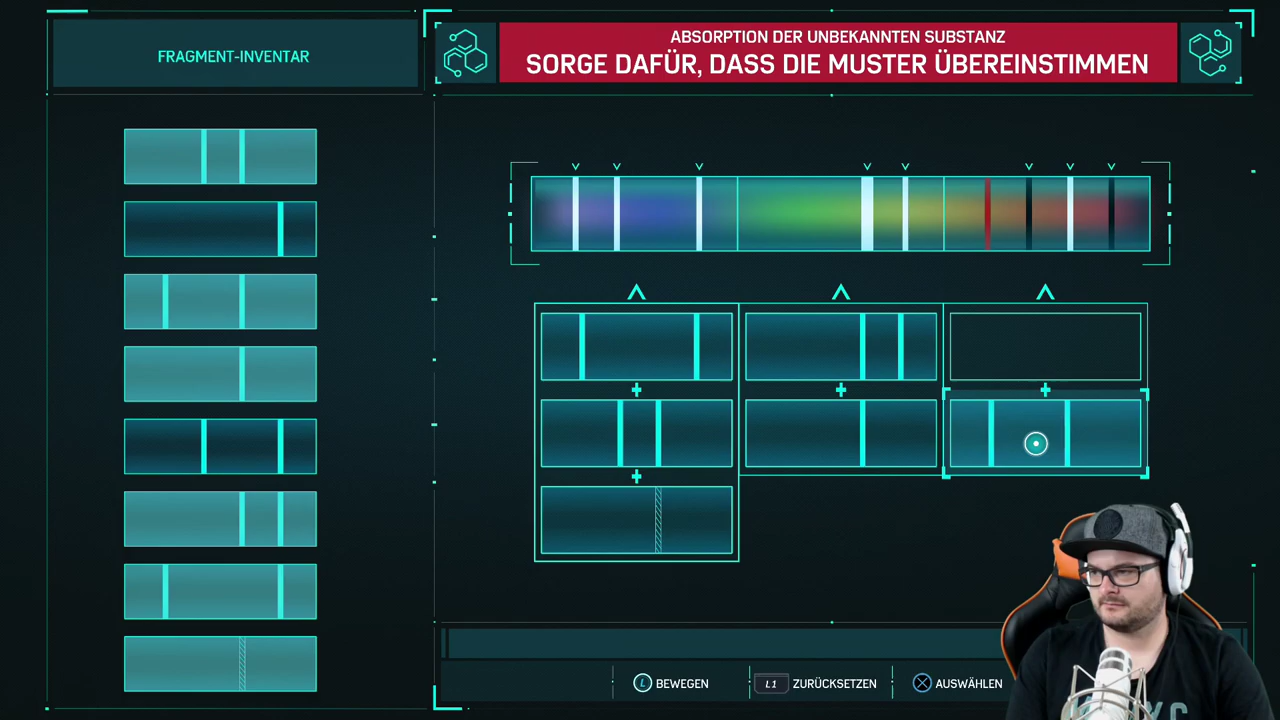 FRAGMENT-INVENTAR
ABSORPTION DER UNBEKANNTEN SUBSTANZ
SORGE DAFÜR, DASS DIE MUSTER ÜBEREINSTIMMEN
L BEWEGEN
L1 ZURÜCKSETZEN
AUSWÄHLEN